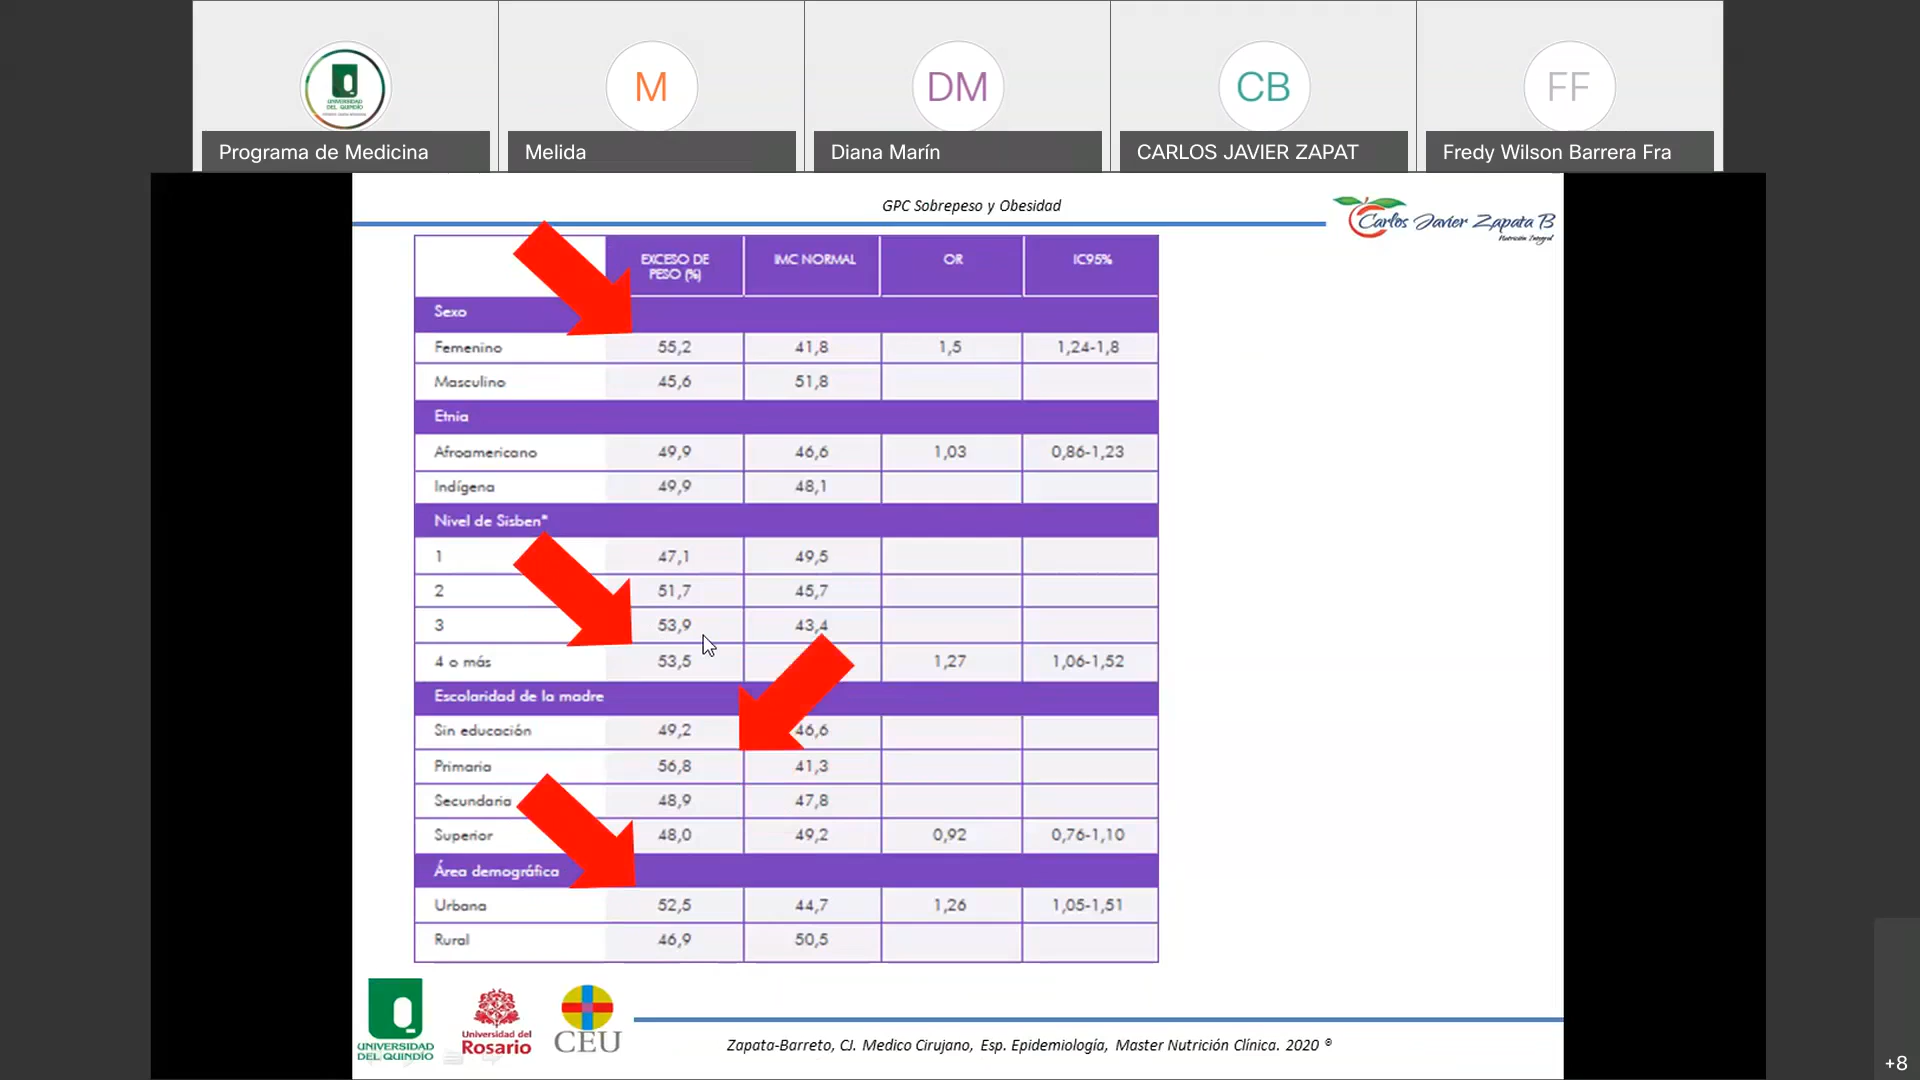 UNIVERSIDAD
DEL QUINDÍO
M
DM
CB
FF
Programa de Medicina
Melida
Diana Marín
CARLOS JAVIER ZAPAT
Fredy Wilson Barrera Fra
GPC Sobrepeso y Obesidad
Carlos Javier Zapata B
Nutrición Integral
EXCESO DE
PESO (%)
IMC NORMAL
OR
IC95%
Sexo
Femenino 55,2 41,8 1,5 1,24-1,8
Masculino 45,6 51,8
Etnia
Afroamericano 49,9 46,6 1,03 0,86-1,23
Indígena 49,9 48,1
Nivel de Sisben*
1 47,1 49,5
2 51,7 45,7
3 53,9 43,4
4 o más 53,5 1,27 1,06-1,52
Escolaridad de la madre
Sin educación 49,2 46,6
Primaria 56,8 41,3
Secundaria 48,9 47,8
Superior 48,0 49,2 0,92 0,76-1,10
Área demográfica
Urbana 52,5 44,7 1,26 1,05-1,51
Rural 46,9 50,5
UNIVERSIDAD
DEL QUINDÍO
Universidad del
Rosario
CEU
Zapata-Barreto, CJ. Medico Cirujano, Esp. Epidemiología, Master Nutrición Clínica. 2020 ®
+8